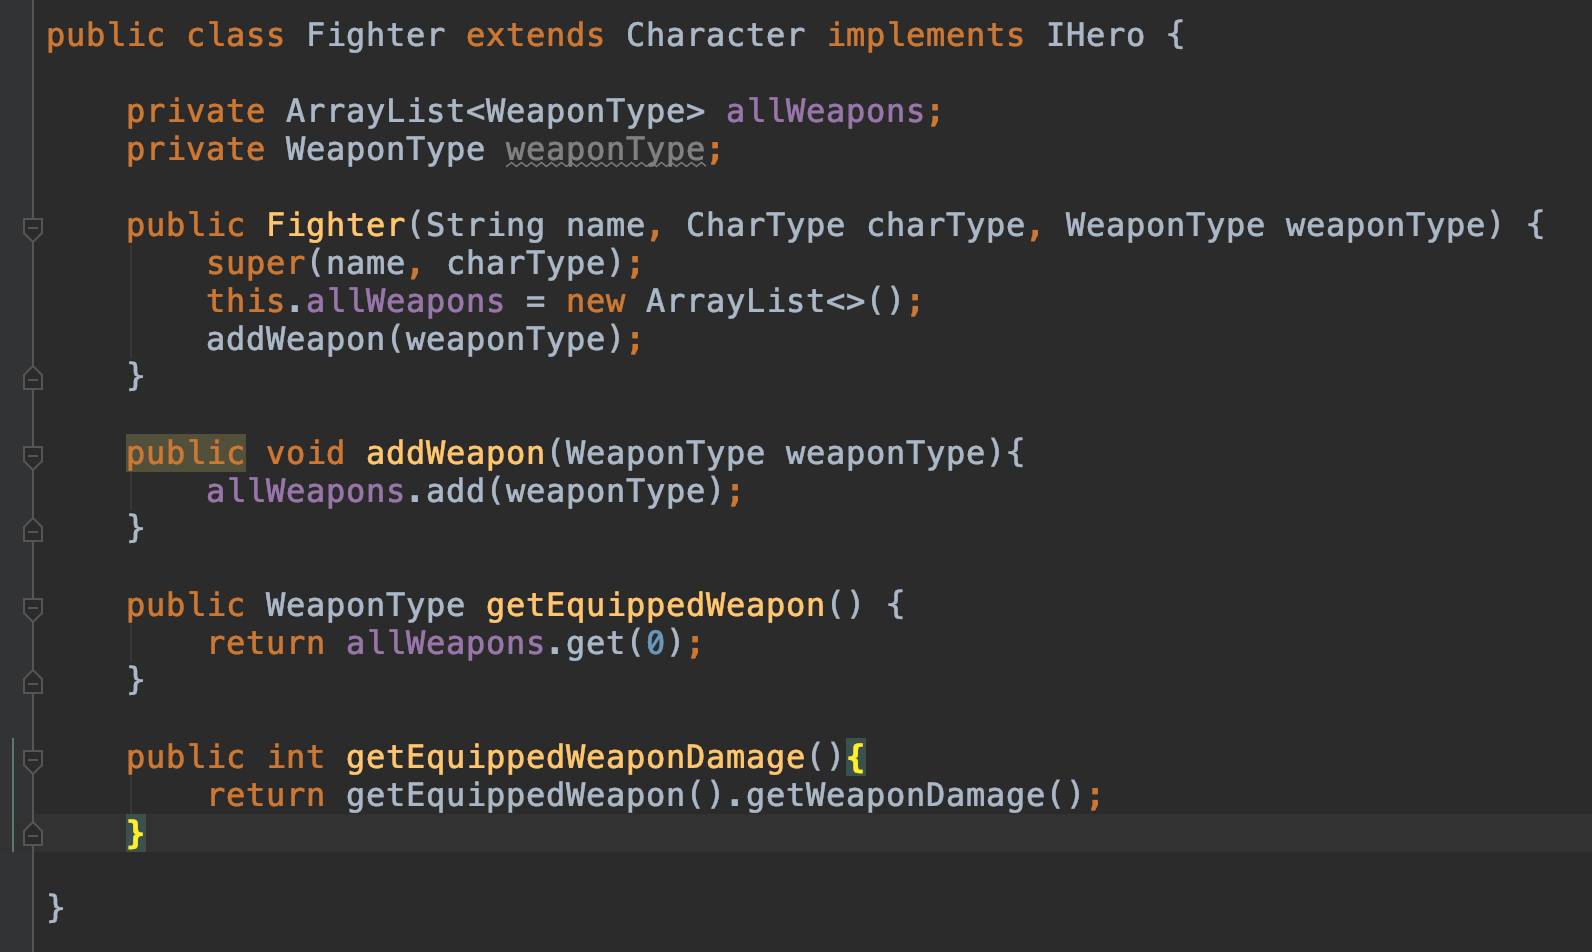 public class Fighter extends Character implements IHero {
private ArrayList<WeaponType> allWeapons;
private WeaponType weaponType;
public Fighter(String name, CharType charType, WeaponType weaponType) {
super(name, charType);
this.allWeapons = new ArrayList<>();
addWeapon(weaponType);
}
public void addWeapon(WeaponType weaponType){
allWeapons.add(weaponType);
}
public WeaponType getEquippedWeapon() {
return allWeapons.get(0);
}
public int getEquippedWeaponDamage(){
return getEquippedWeapon().getWeaponDamage();
}
}